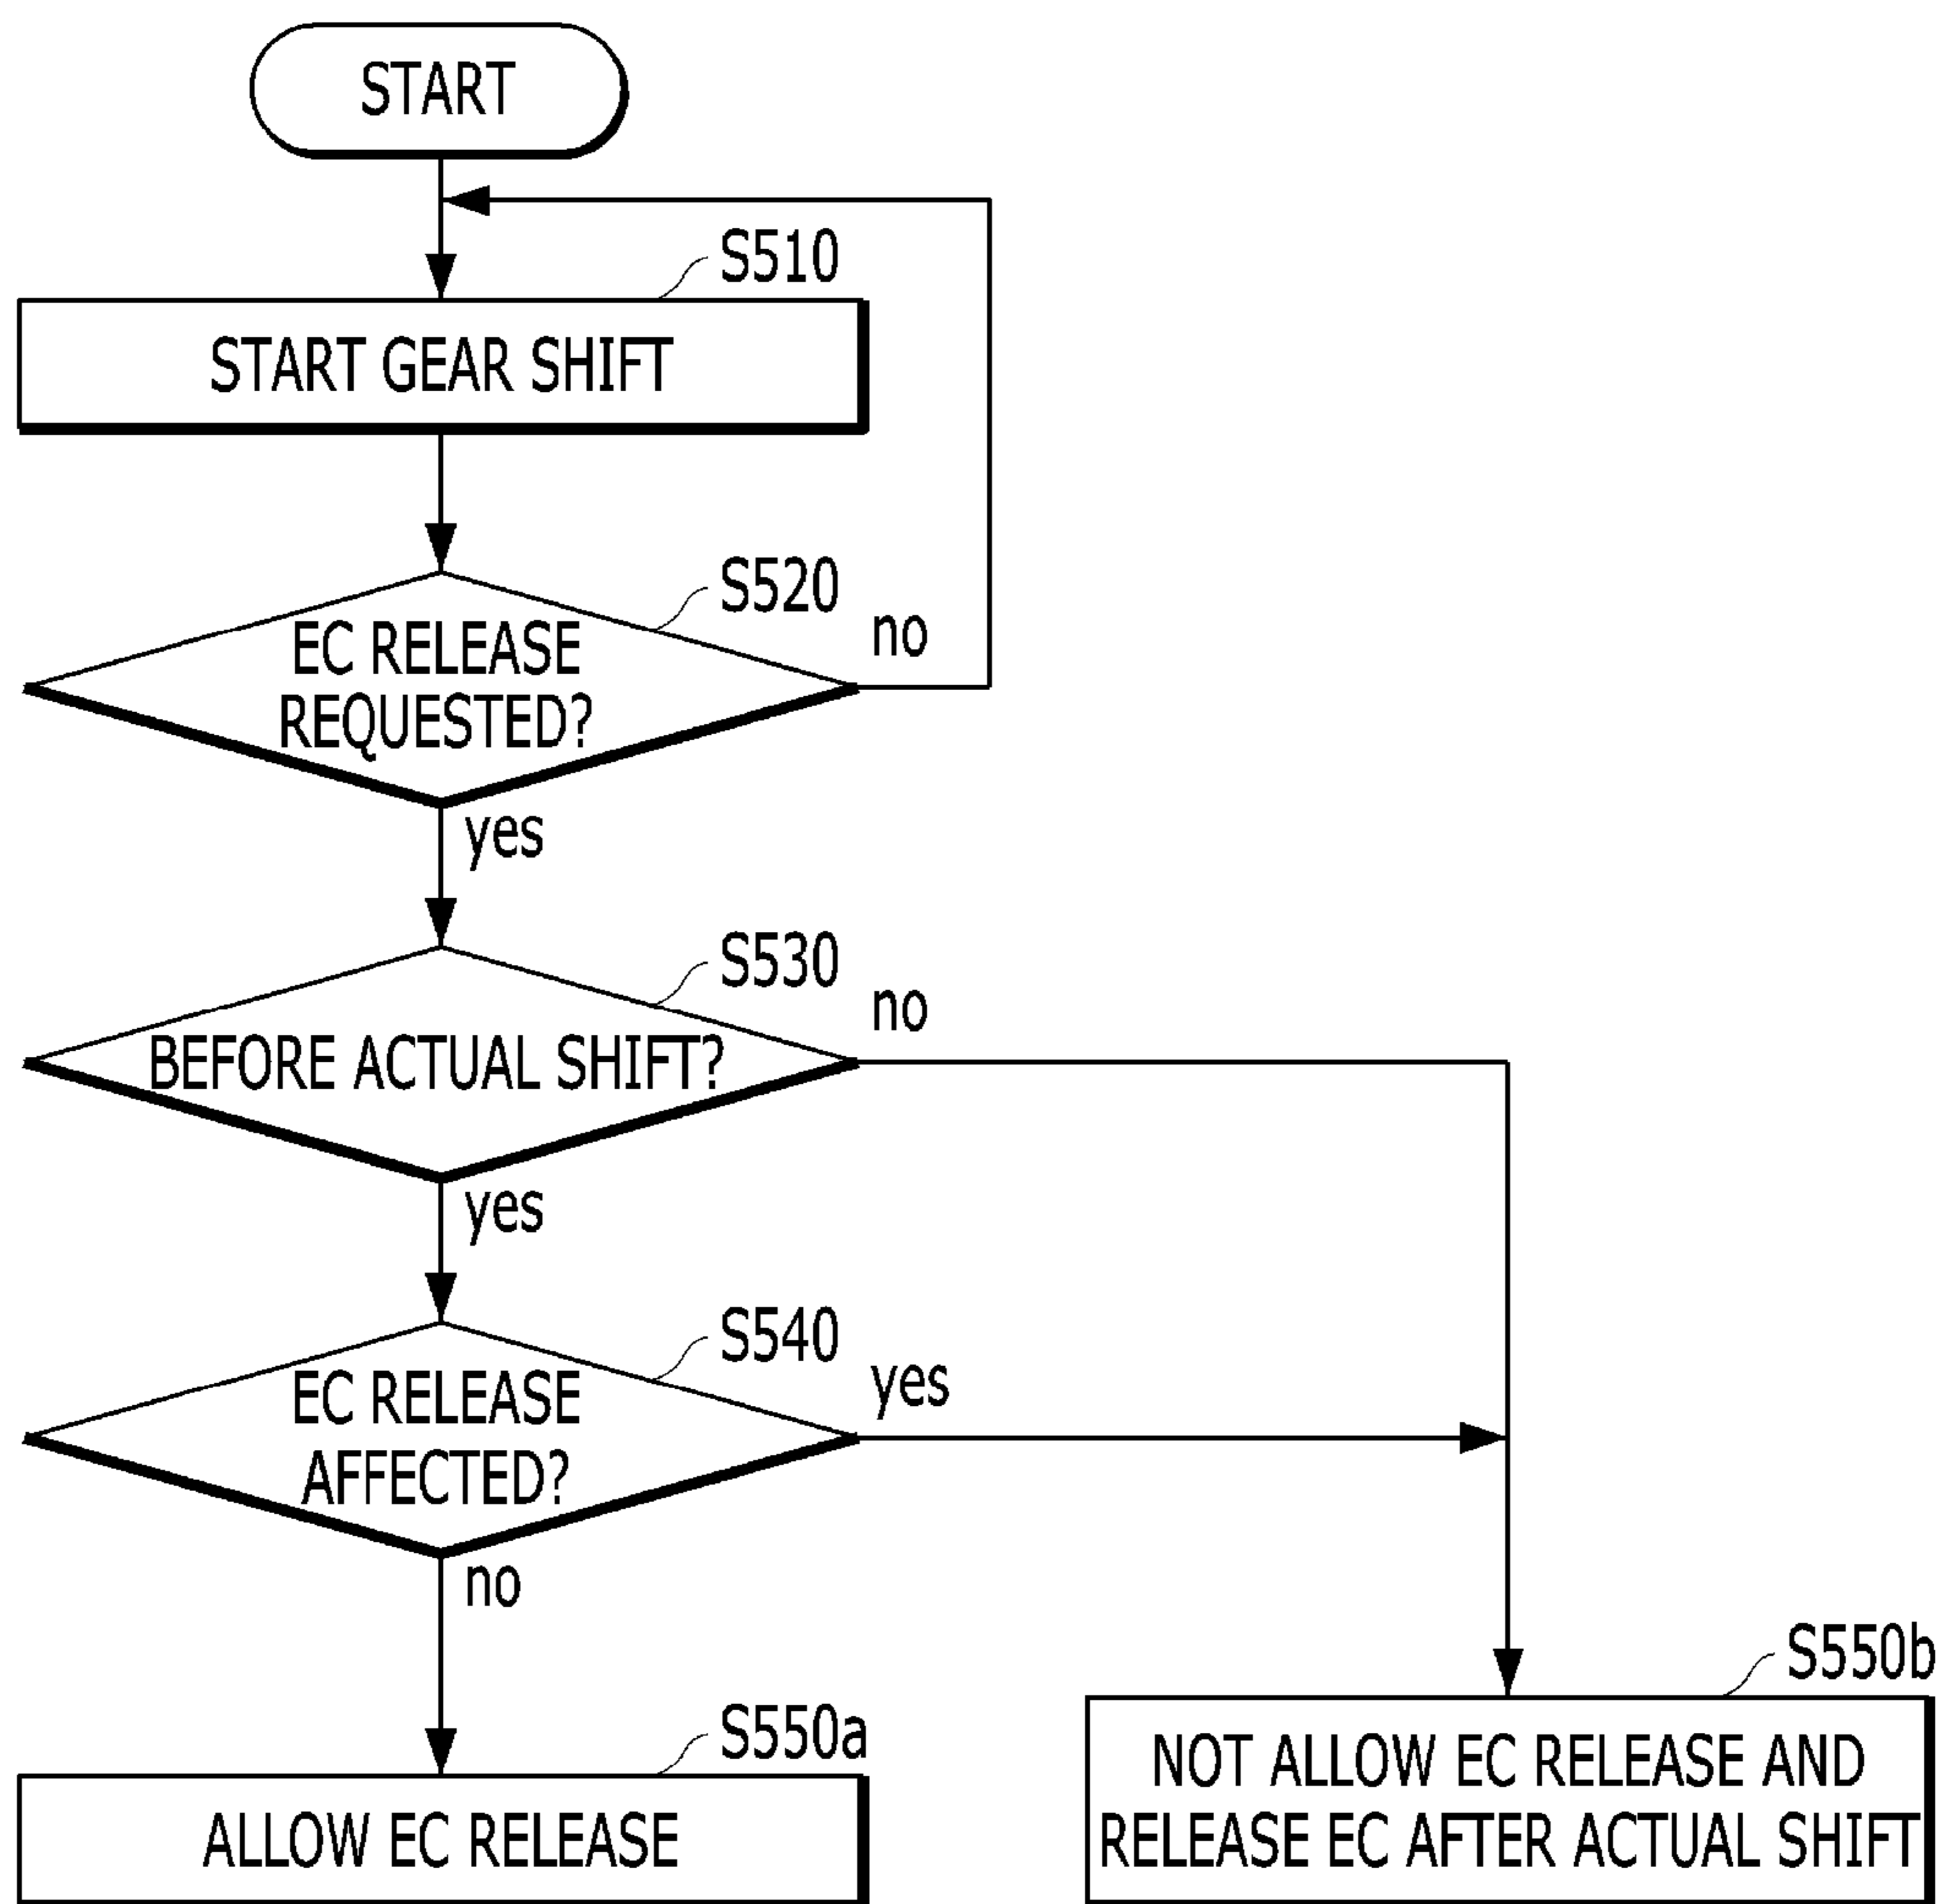 START
S510
START GEAR SHIFT
S520
EC RELEASE
REQUESTED?
no
yes
S530
BEFORE ACTUAL SHIFT?
no
yes
S540
EC RELEASE
AFFECTED?
yes
no
S550a
ALLOW EC RELEASE
S550b
NOT ALLOW EC RELEASE AND
RELEASE EC AFTER ACTUAL SHIFT